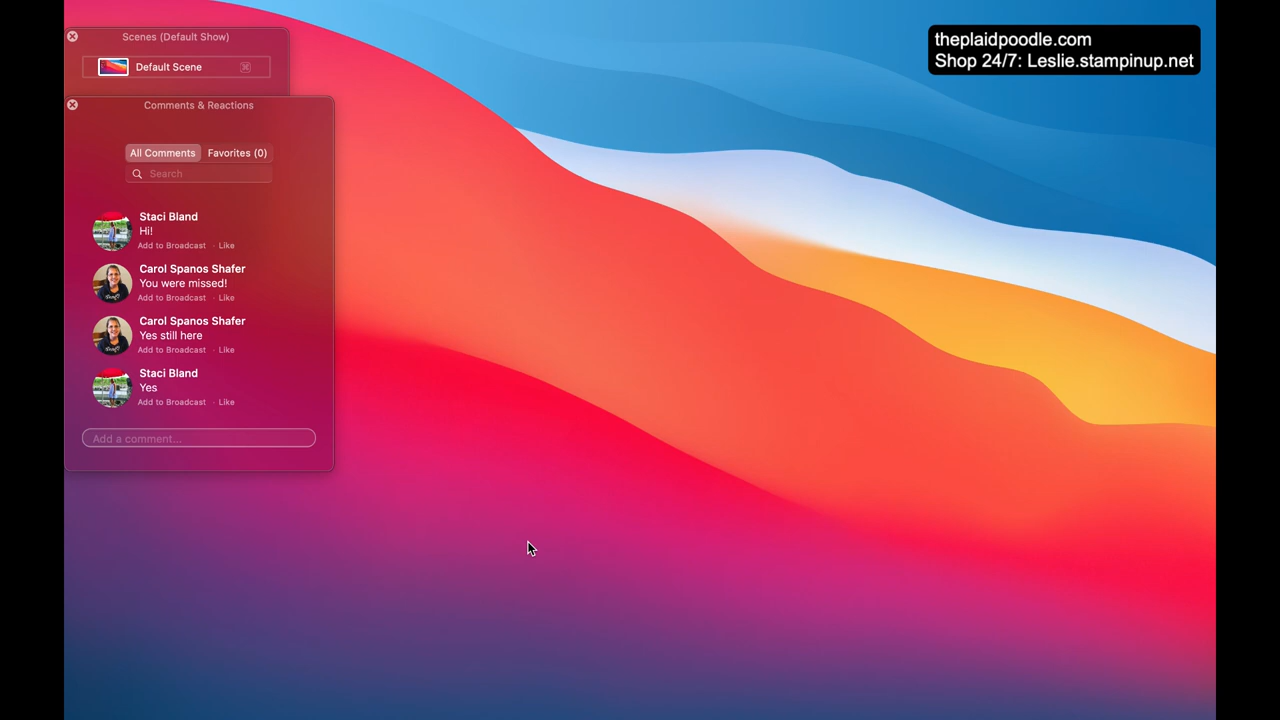 Scenes (Default Show)
Default Scene ⌘
Comments & Reactions
All Comments Favorites (0)
Search
Staci Bland
Hi!
Add to Broadcast · Like
Carol Spanos Shafer
You were missed!
Add to Broadcast · Like
Carol Spanos Shafer
Yes still here
Add to Broadcast · Like
Staci Bland
Yes
Add to Broadcast · Like
Add a comment...
theplaidpoodle.com
Shop 24/7: Leslie.stampinup.net